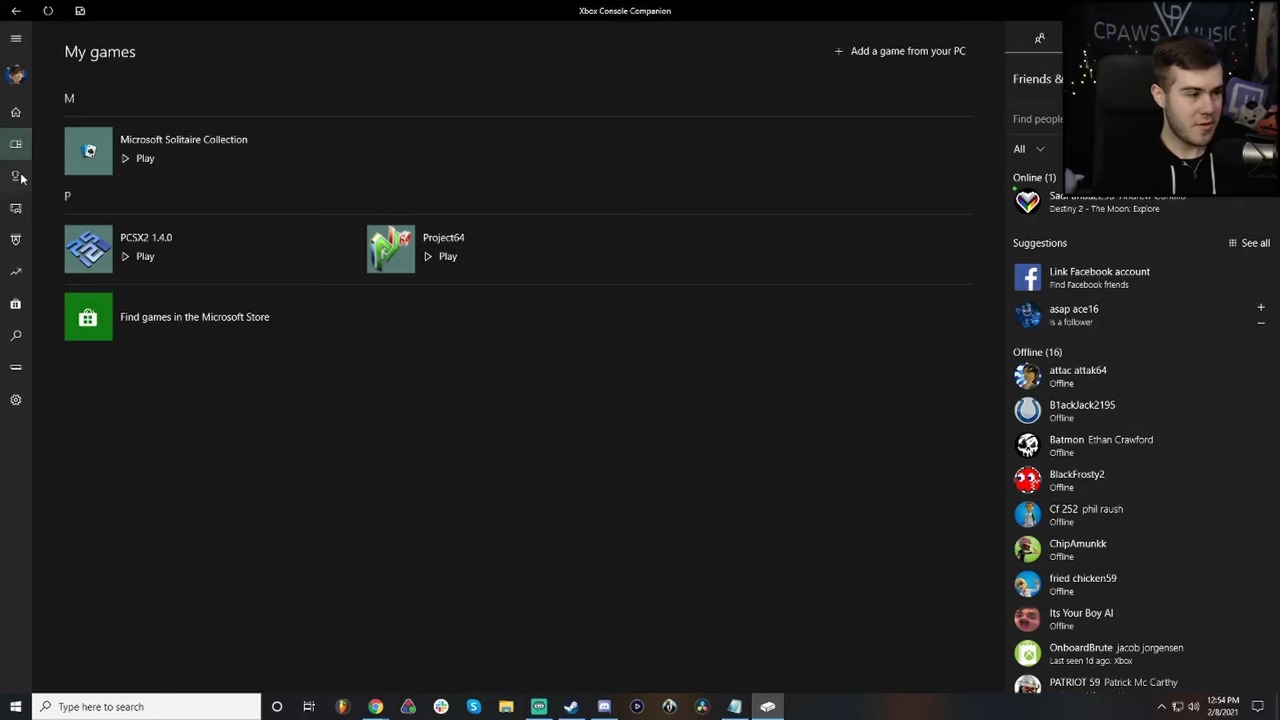 Xbox Console Companion
My games
+ Add a game from your PC
M
Microsoft Solitaire Collection
Play
P
PCSX2 1.4.0
Play
Project64
Play
Find games in the Microsoft Store
CPAWS MUSIC
Friends &
Find people
All
Online (1)
Destiny 2 - The Moon: Explore
Suggestions
See all
Link Facebook account
Find Facebook friends
asap ace16
Is a follower
Offline (16)
attac attak64
Offline
B1ackJack2195
Offline
Batmon Ethan Crawford
Offline
BlackFrosty2
Offline
Cf 252 phil raush
Offline
ChipAmunkk
Offline
fried chicken59
Offline
Its Your Boy Al
Offline
OnboardBrute jacob jorgensen
Last seen 1d ago: Xbox
PATRIOT 59 Patrick Mc Carthy
Type here to search
12:54 PM
2/8/2021